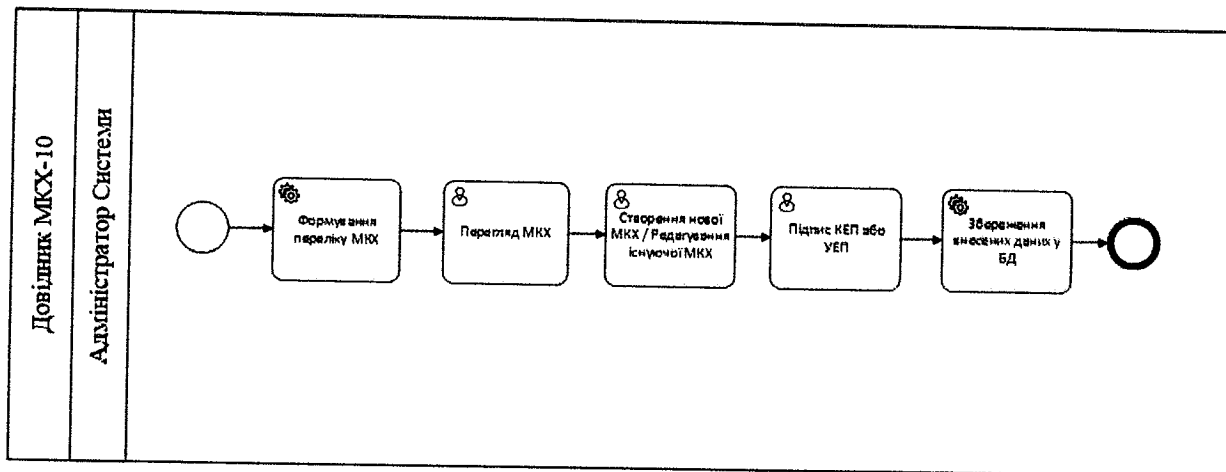 Довідник МКХ-10
Адміністратор Системи
Формування
переліку МКХ
Перегляд МКХ
Створення нової
МКХ / Редагування
існуючої МКХ
Підпис КЕП або
УЕП
Збереження
внесених даних у
БД